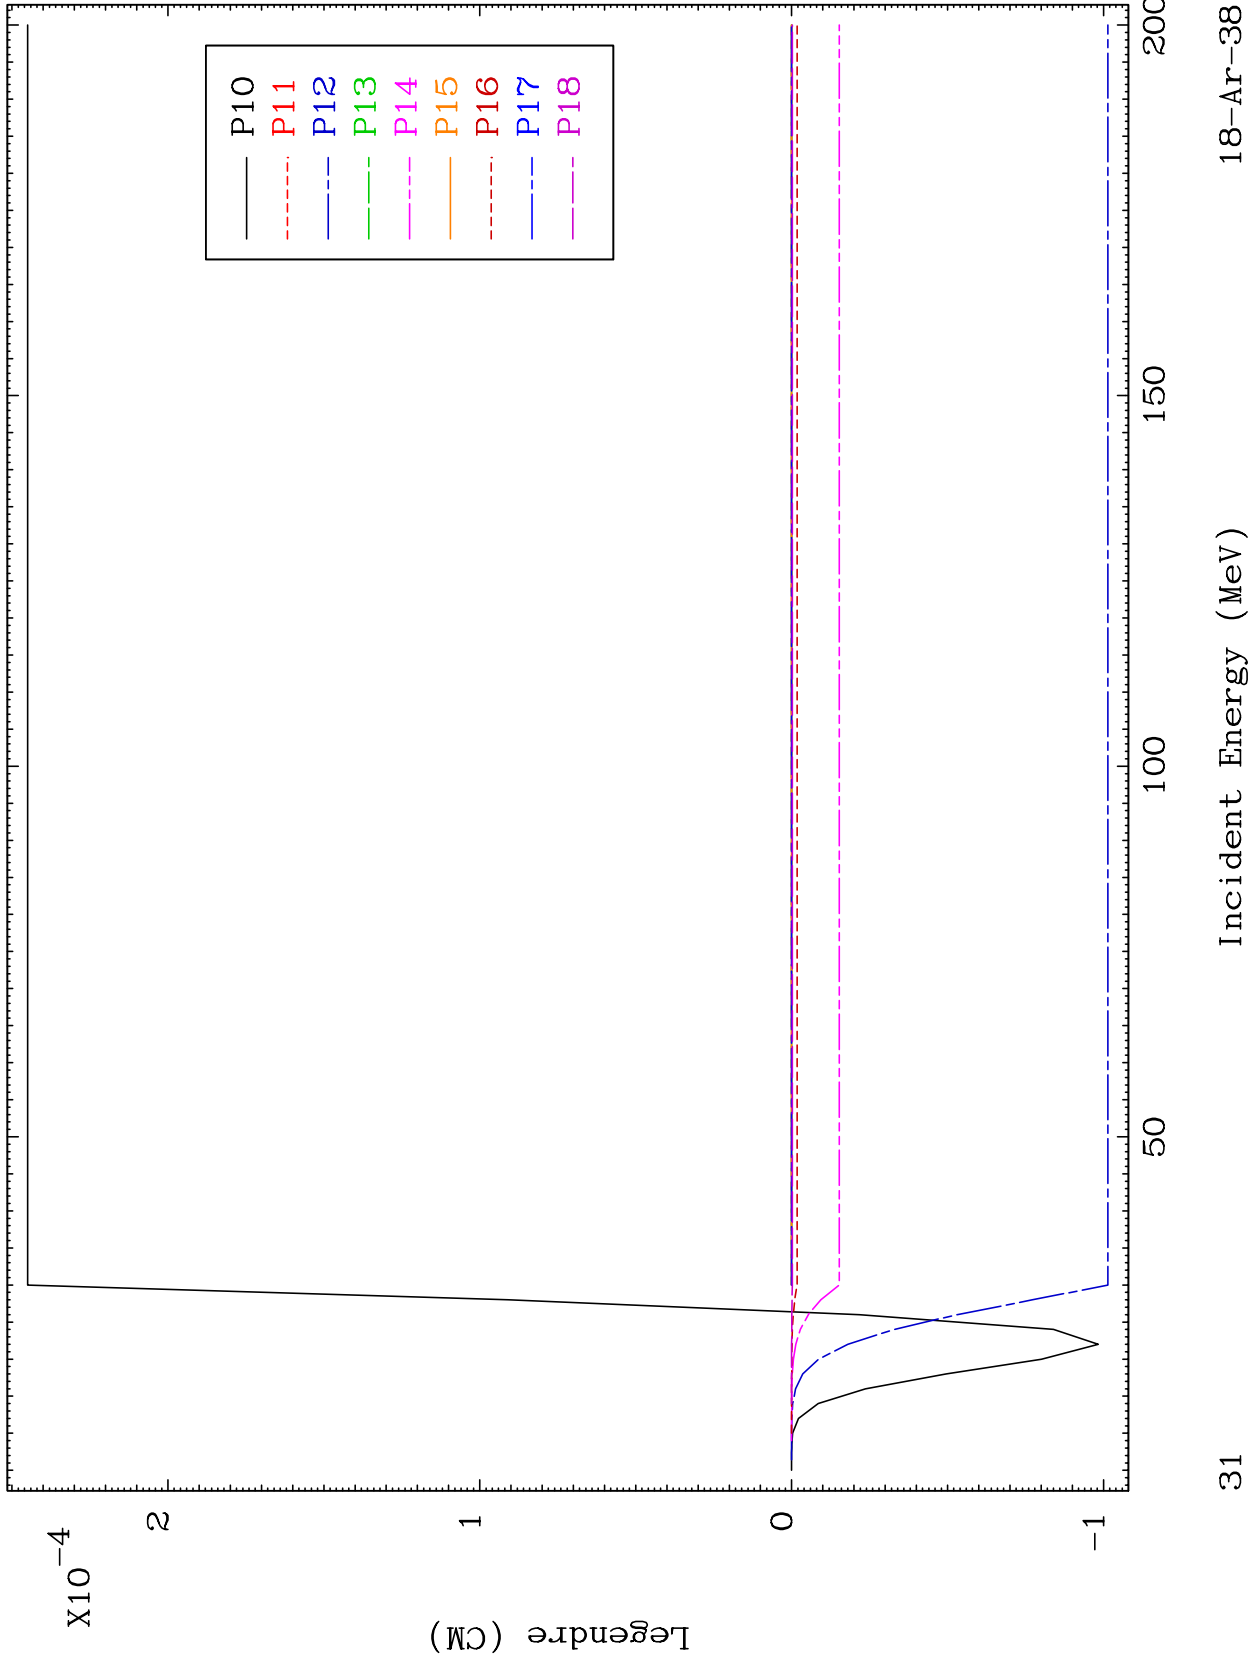 X10-4
2
1
0
-1
Legendre (CM)
P10
P11
P12
P13
P14
P15
P16
P17
P18
50
100
150
200
Incident Energy (MeV)
31
18-Ar-38